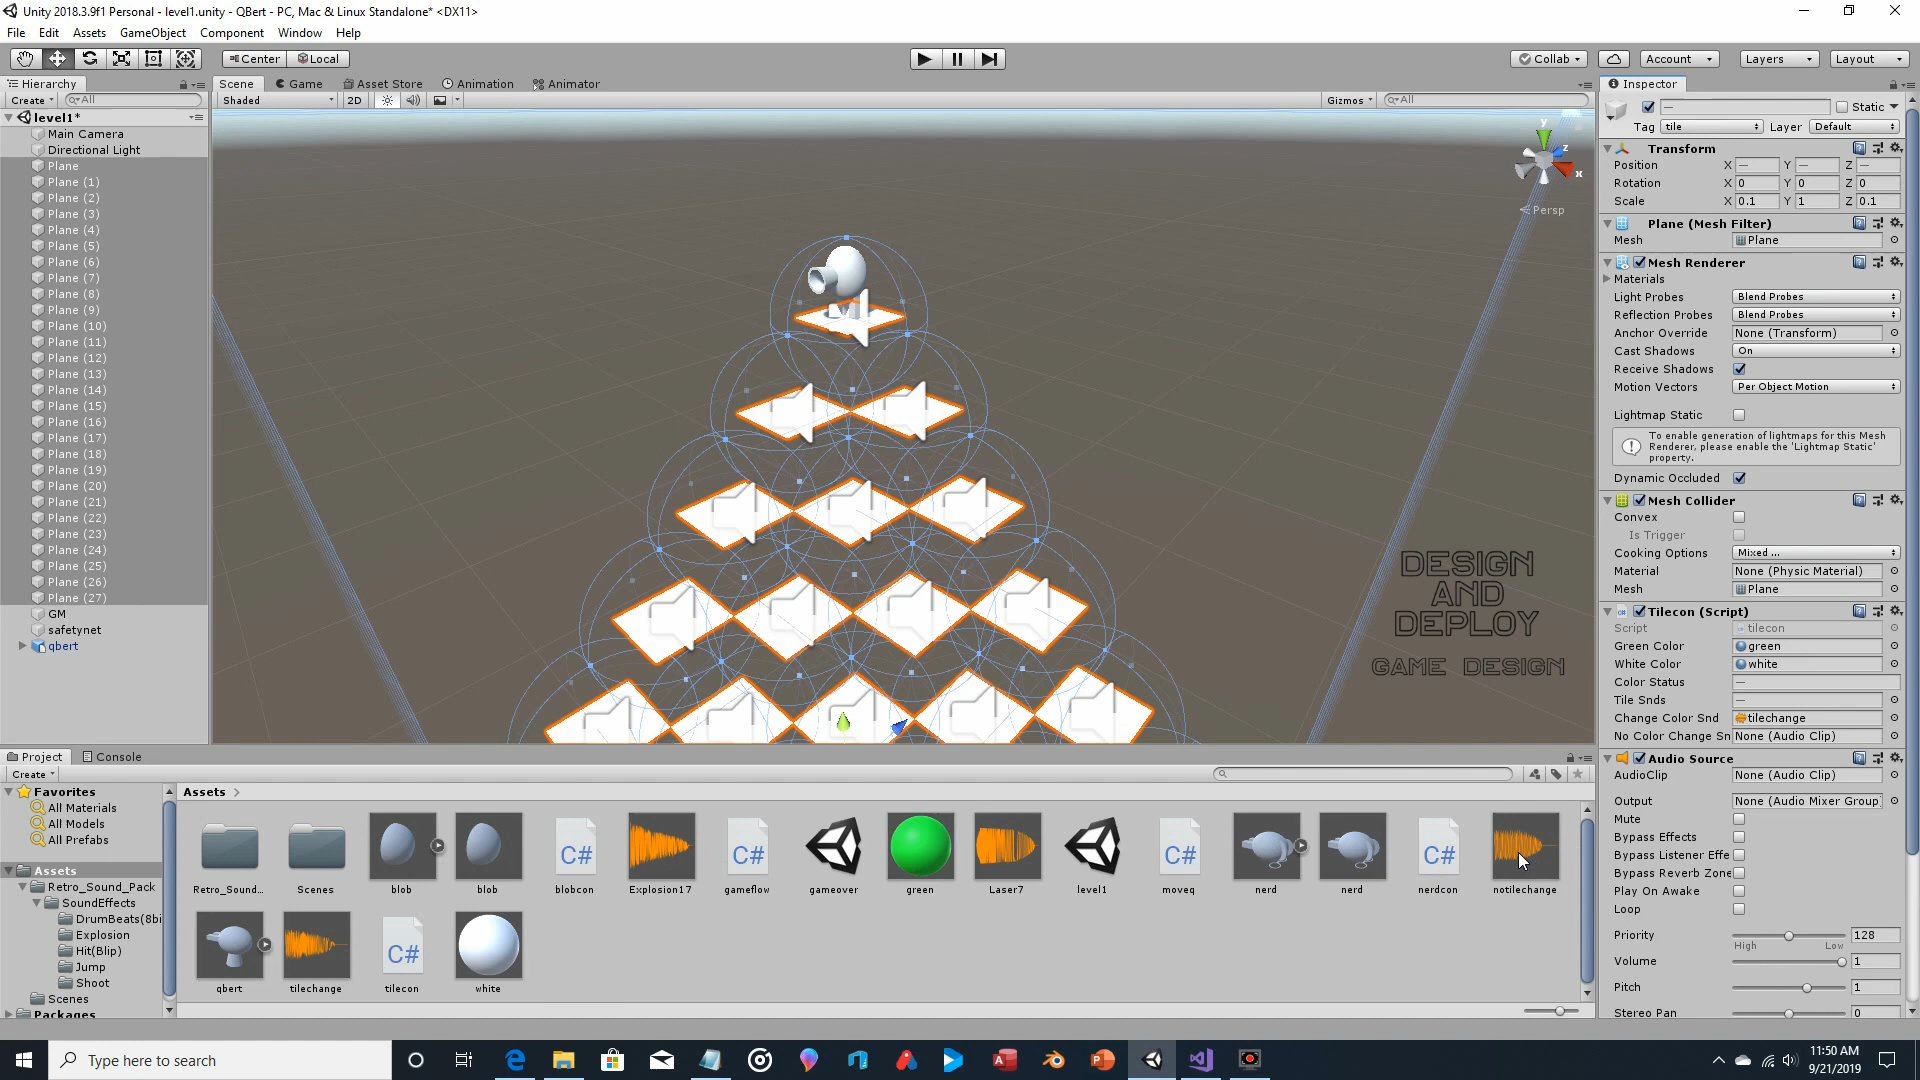 Unity 2018.3.9f1 Personal - level1.unity - QBert - PC, Mac & Linux Standalone* <DX11>
File Edit Assets GameObject Component Window Help
Center Local Collab Account Layers Layout
Hierarchy Scene Game Asset Store Animation Animator Inspector
Create All Shaded 2D Gizmos All
Static
level1*
Main Camera
Directional Light
Plane
Plane (1)
Plane (2)
Plane (3)
Plane (4)
Plane (5)
Plane (6)
Plane (7)
Plane (8)
Plane (9)
Plane (10)
Plane (11)
Plane (12)
Plane (13)
Plane (14)
Plane (15)
Plane (16)
Plane (17)
Plane (18)
Plane (19)
Plane (20)
Plane (21)
Plane (22)
Plane (23)
Plane (24)
Plane (25)
Plane (26)
Plane (27)
GM
safetynet
qbert
y
z
x
Persp
DESIGN
AND
DEPLOY
GAME DESIGN
Tag tile Layer Default
Transform
Position X — Y — Z —
Rotation X 0 Y 0 Z 0
Scale X 0.1 Y 1 Z 0.1
Plane (Mesh Filter)
Mesh Plane
Mesh Renderer
Materials
Light Probes Blend Probes
Reflection Probes Blend Probes
Anchor Override None (Transform)
Cast Shadows On
Receive Shadows
Motion Vectors Per Object Motion
Lightmap Static
To enable generation of lightmaps for this Mesh
Renderer, please enable the 'Lightmap Static'
property.
Dynamic Occluded
Mesh Collider
Convex
Is Trigger
Cooking Options Mixed ...
Material None (Physic Material)
Mesh Plane
Tilecon (Script)
Script tilecon
Green Color green
White Color white
Color Status —
Tile Snds —
Change Color Snd tilechange
No Color Change Sn None (Audio Clip)
Audio Source
AudioClip None (Audio Clip)
Output None (Audio Mixer Group)
Mute
Bypass Effects
Bypass Listener Effe
Bypass Reverb Zone
Play On Awake
Loop
Priority 128
High Low
Volume 1
Pitch 1
Stereo Pan 0
Project Console
Create
Favorites
All Materials
All Models
All Prefabs
Assets
Retro_Sound_Pack
SoundEffects
DrumBeats(8bi
Explosion
Hit(Blip)
Jump
Shoot
Scenes
Packages
Assets
C# C# C# C#
Retro_Sound... Scenes blob blob blobcon Explosion17 gameflow gameover green Laser7 level1 moveq nerd nerd nerdcon notilechange
C#
qbert tilechange tilecon white
Type here to search
11:50 AM
9/21/2019